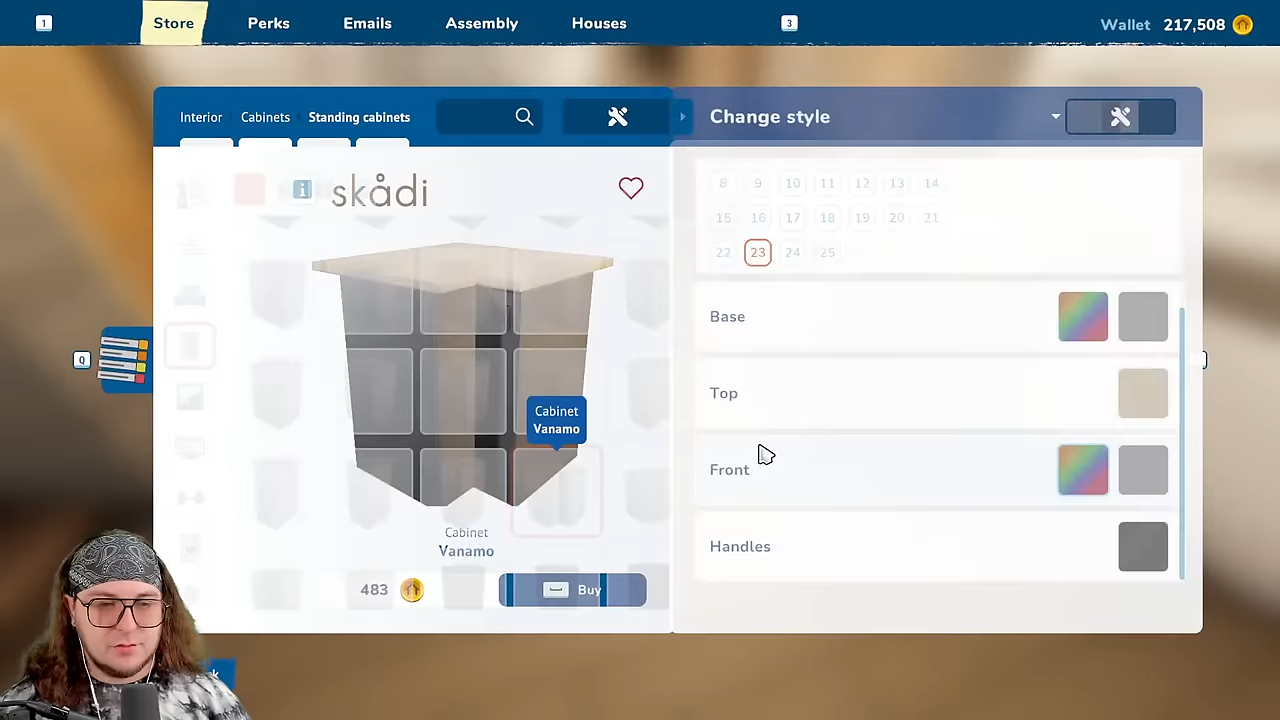 1 Store Perks Emails Assembly Houses 3 Wallet 217,508
Interior Cabinets Standing cabinets
Change style
i skådi
8 9 10 11 12 13 14
15 16 17 18 19 20 21
22 23 24 25
Base
Top
Front
Handles
Q
Cabinet
Vanamo
Cabinet
Vanamo
483 Buy